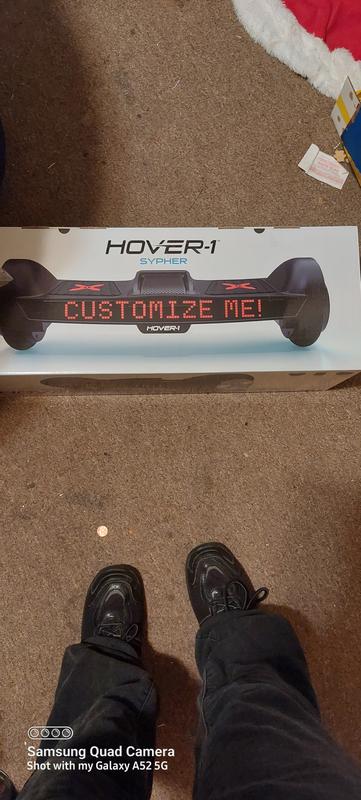 HOVER-1
SYPHER
CUSTOMIZE ME!
HOVER-1
Samsung Quad Camera
Shot with my Galaxy A52 5G